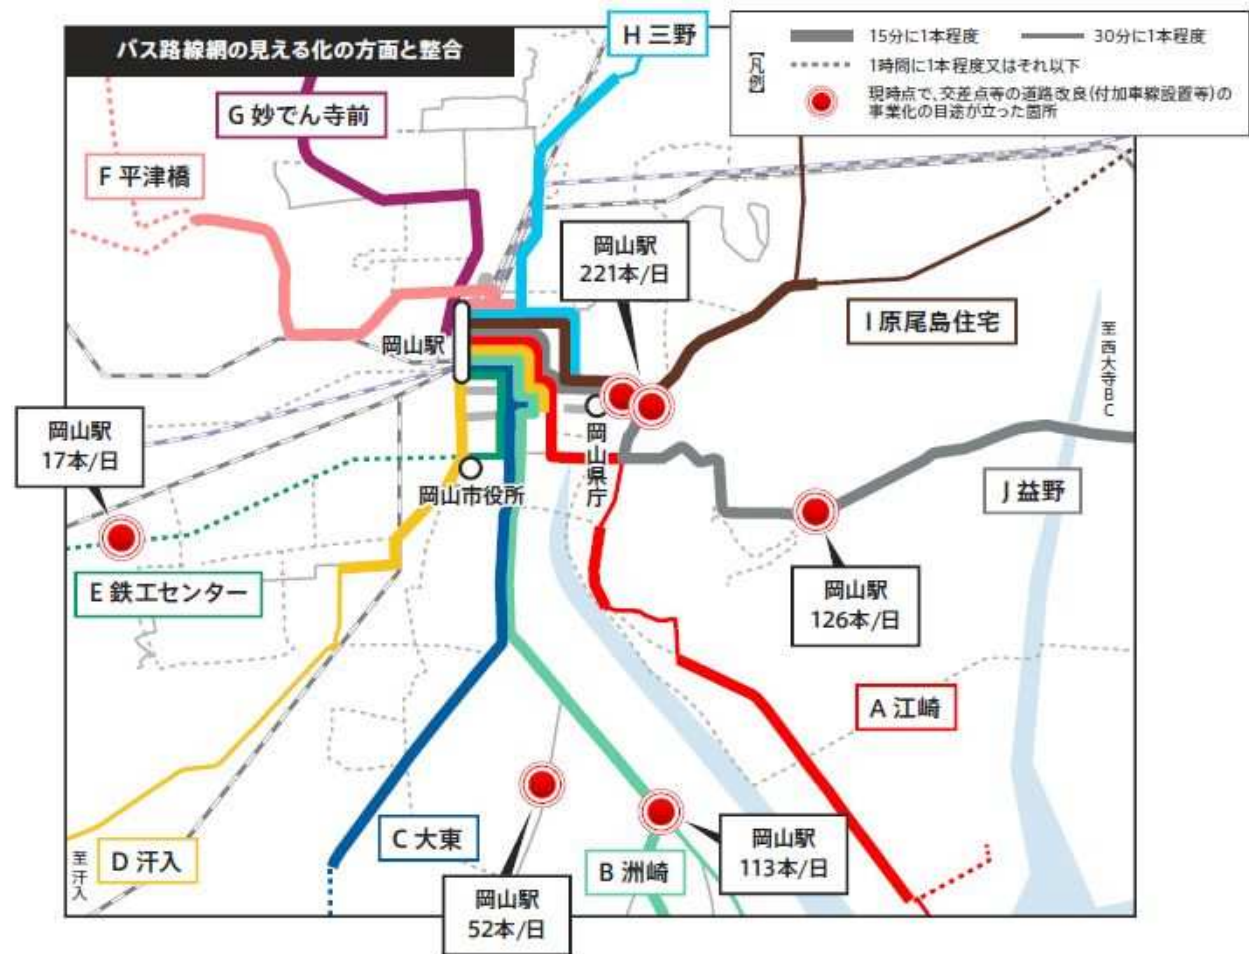 バス路線網の見える化の方面と整合
H 三野
【凡例】
15分に1本程度
30分に1本程度
1時間に1本程度又はそれ以下
現時点で、交差点等の道路改良(付加車線設置等)の
事業化の目途が立った箇所
G 妙でん寺前
F 平津橋
岡山駅
221本/日
I 原尾島住宅
至西大寺BC
岡山駅
岡山駅
17本/日
岡山県庁
岡山市役所
J 益野
E 鉄工センター
岡山駅
126本/日
A 江崎
C 大東
D 汗入
至汗入
B 洲崎
岡山駅
113本/日
岡山駅
52本/日